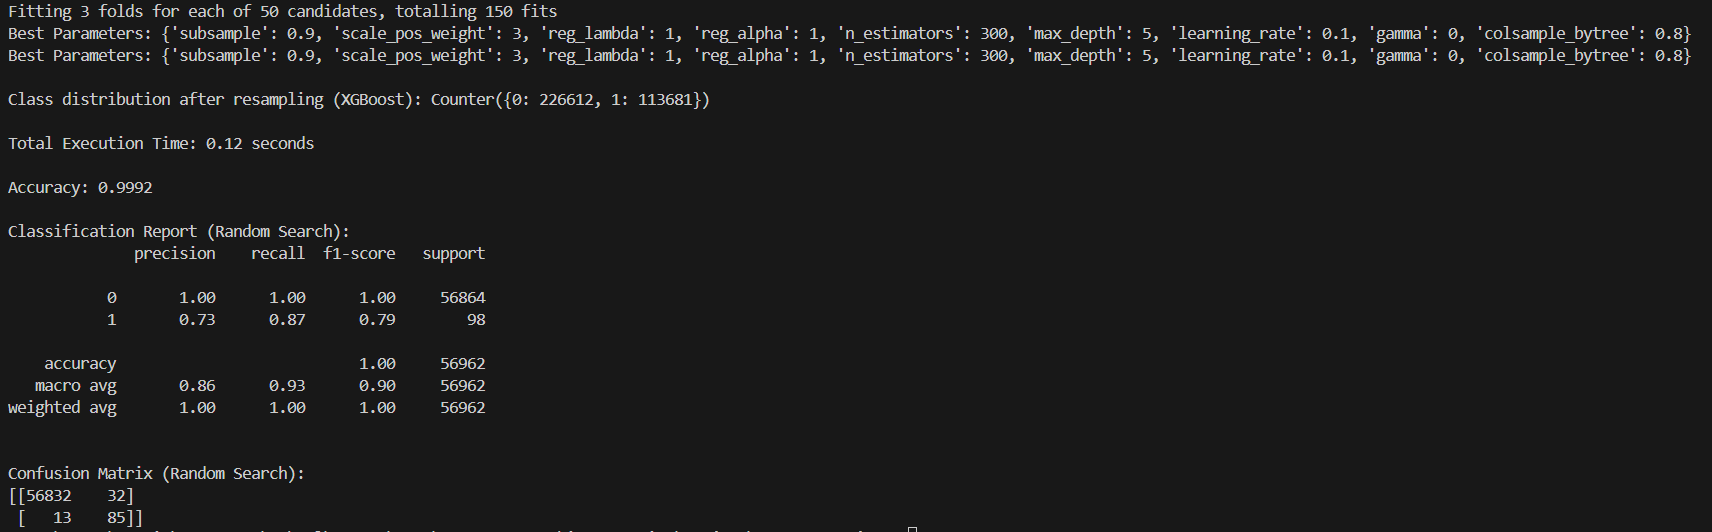 Fitting 3 folds for each of 50 candidates, totalling 150 fits
Best Parameters: {'subsample': 0.9, 'scale_pos_weight': 3, 'reg_lambda': 1, 'reg_alpha': 1, 'n_estimators': 300, 'max_depth': 5, 'learning_rate': 0.1, 'gamma': 0, 'colsample_bytree': 0.8}
Best Parameters: {'subsample': 0.9, 'scale_pos_weight': 3, 'reg_lambda': 1, 'reg_alpha': 1, 'n_estimators': 300, 'max_depth': 5, 'learning_rate': 0.1, 'gamma': 0, 'colsample_bytree': 0.8}
Class distribution after resampling (XGBoost): Counter({0: 226612, 1: 113681})
Total Execution Time: 0.12 seconds
Accuracy: 0.9992
Classification Report (Random Search):
precision recall f1-score support
0 1.00 1.00 1.00 56864
1 0.73 0.87 0.79 98
accuracy 1.00 56962
macro avg 0.86 0.93 0.90 56962
weighted avg 1.00 1.00 1.00 56962
Confusion Matrix (Random Search):
[[56832 32]
[ 13 85]]